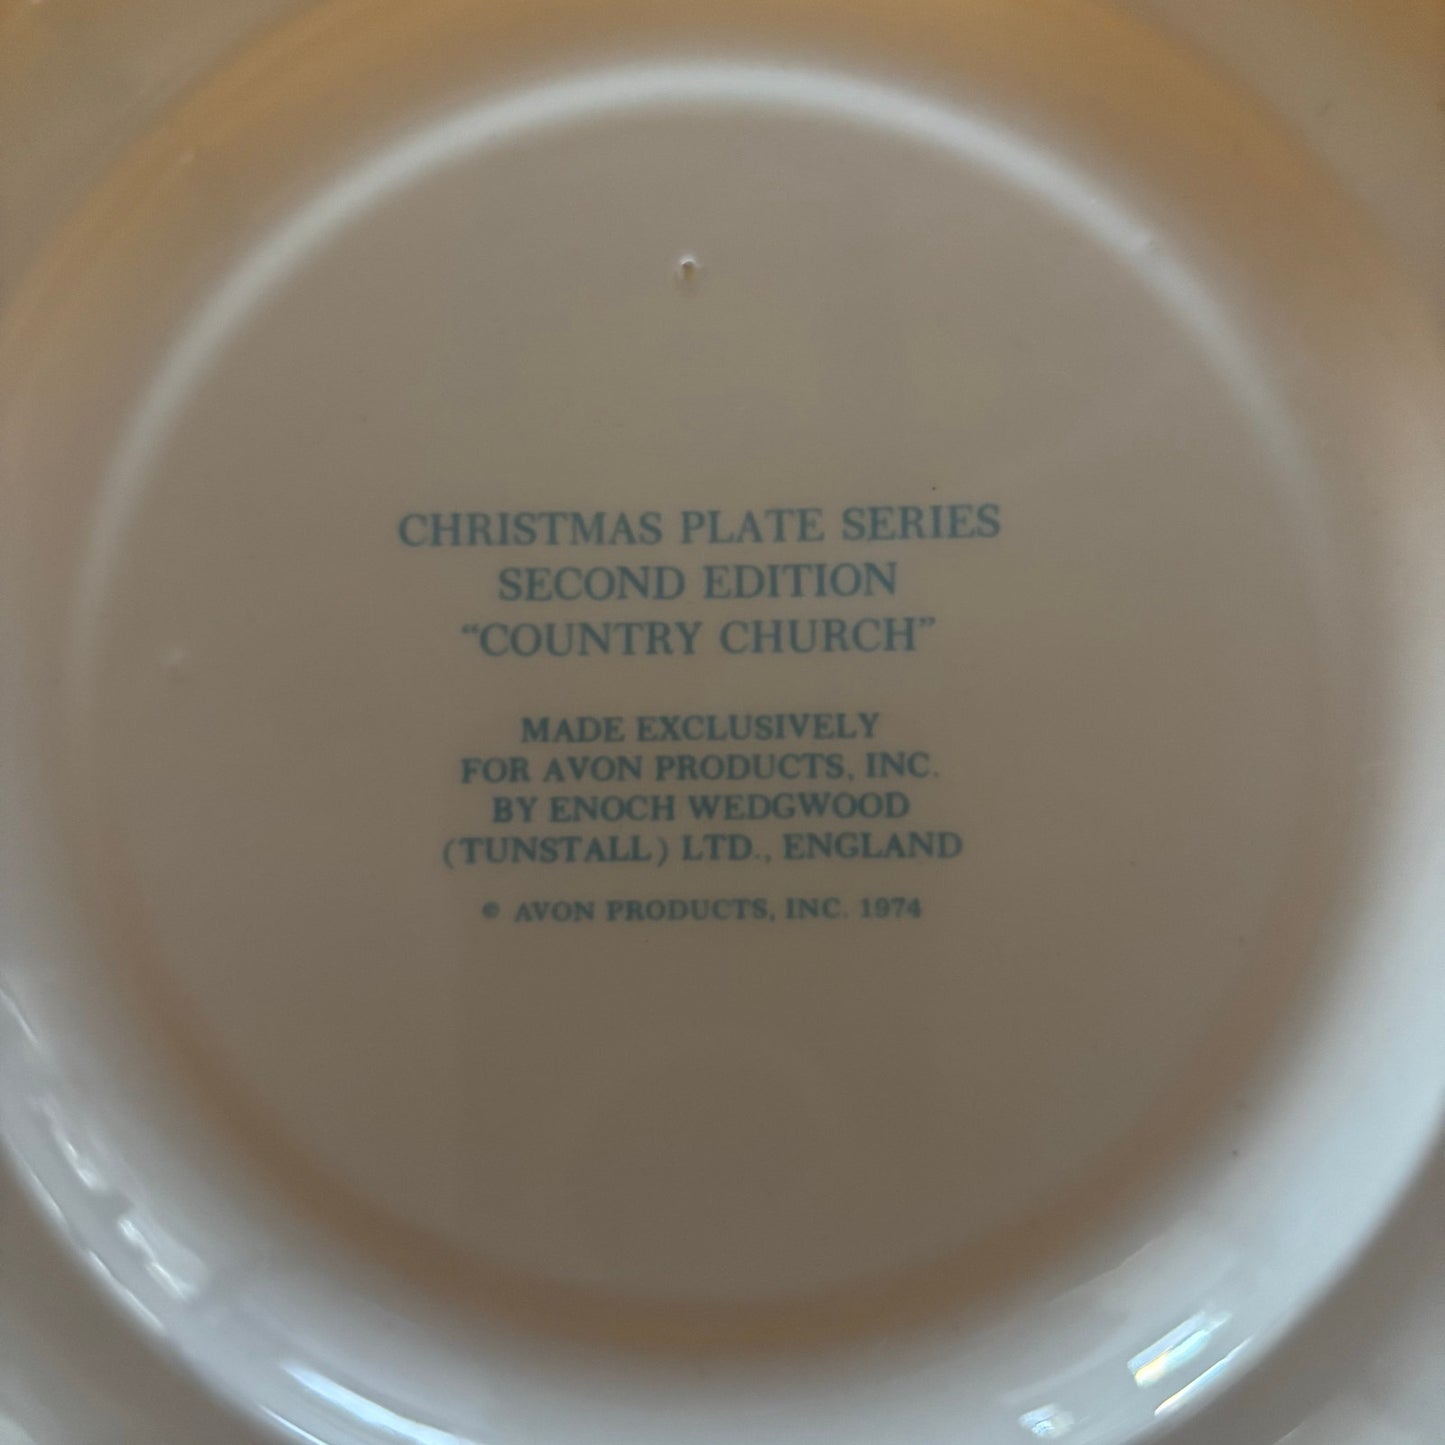 CHRISTMAS PLATE SERIES
SECOND EDITION
“COUNTRY CHURCH”
MADE EXCLUSIVELY
FOR AVON PRODUCTS, INC.
BY ENOCH WEDGWOOD
(TUNSTALL) LTD., ENGLAND
© AVON PRODUCTS, INC. 1974